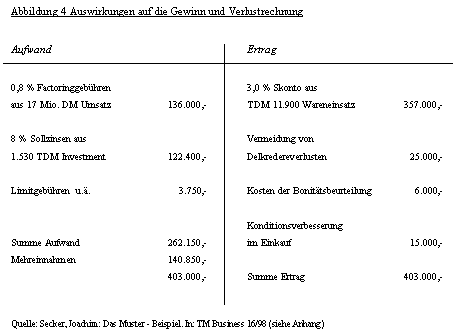 Abbildung 4 Auswirkungen auf die Gewinn und Verlustrechnung
Aufwand
Ertrag
0,8 % Factoringgebühren
aus 17 Mio. DM Umsatz 136.000,-
3,0 % Skonto aus
TDM 11.900 Wareneinsatz 357.000,-
8 % Sollzinsen aus
1.530 TDM Investment 122.400,-
Vermeidung von
Delkredereverlusten 25.000,-
Limitgebühren u.ä. 3.750,-
Kosten der Bonitätsbeurteilung 6.000,-
Konditionsverbesserung
im Einkauf 15.000,-
Summe Aufwand 262.150,-
Mehreinnahmen 140.850,-
403.000,-
Summe Ertrag 403.000,-
Quelle: Secker, Joachim: Das Muster - Beispiel. In: TM Business 16/98 (siehe Anhang)